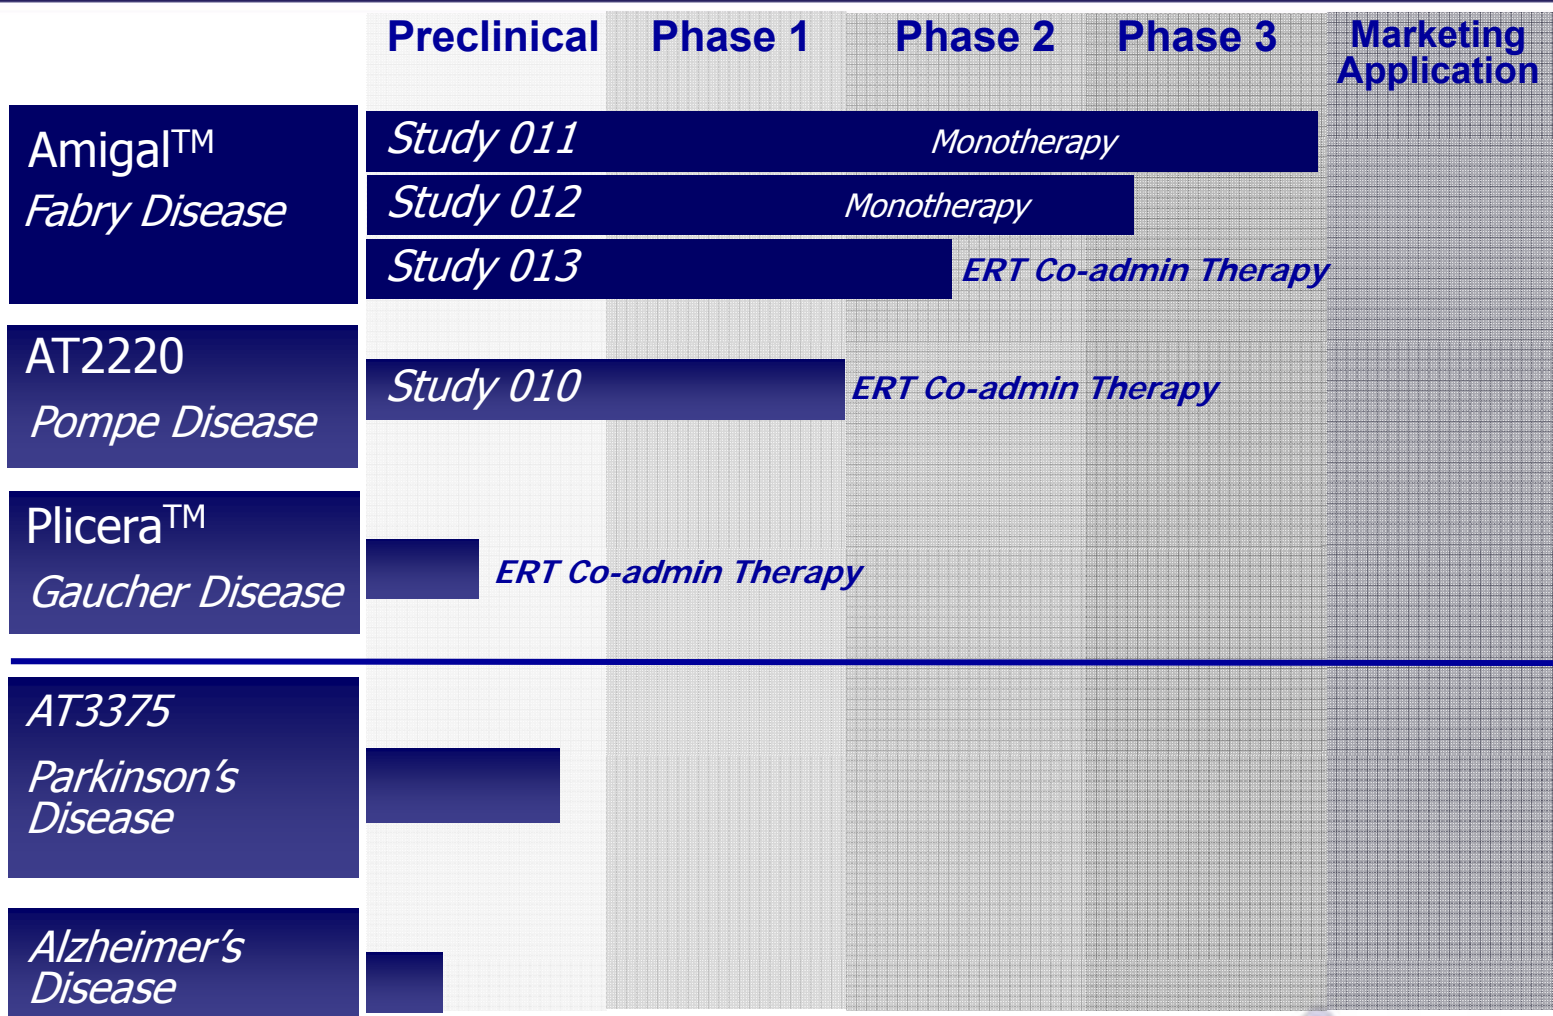 Preclinical Phase 1 Phase 2 Phase 3 Marketing
Application
Amigal™
Fabry Disease
Study 011 Monotherapy
Study 012 Monotherapy
Study 013 ERT Co-admin Therapy
AT2220
Pompe Disease
Study 010 ERT Co-admin Therapy
Plicera™
Gaucher Disease
ERT Co-admin Therapy
AT3375
Parkinson's
Disease
Alzheimer's
Disease